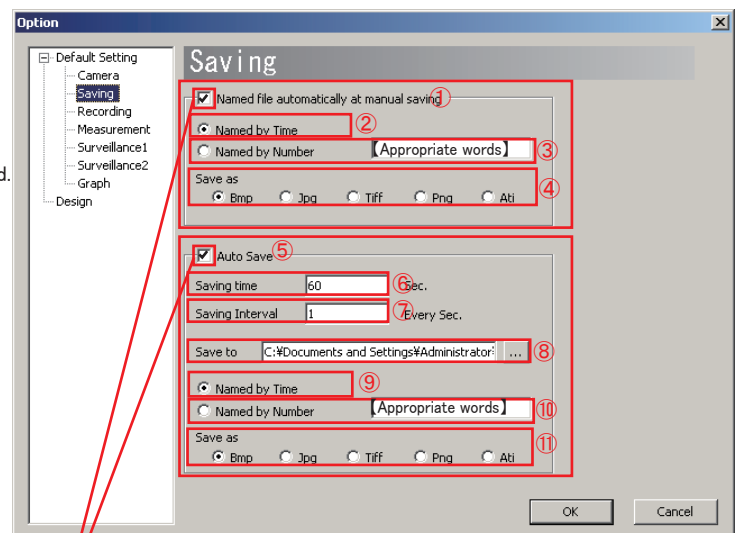 Option
Default Setting
Camera
Saving
Recording
Measurement
Surveillance1
Surveillance2
Graph
Design
d.
Saving
Named file automatically at manual saving ①
Named by Time ②
Named by Number 【Appropriate words】 ③
Save as ④
Bmp Jpg Tiff Png Ati
Auto Save ⑤
Saving time 60 ⑥ Sec.
Saving Interval 1 ⑦ Every Sec.
Save to C:¥Documents and Settings¥Administrator¥ ... ⑧
Named by Time ⑨
Named by Number 【Appropriate words】 ⑩
Save as ⑪
Bmp Jpg Tiff Png Ati
OK Cancel